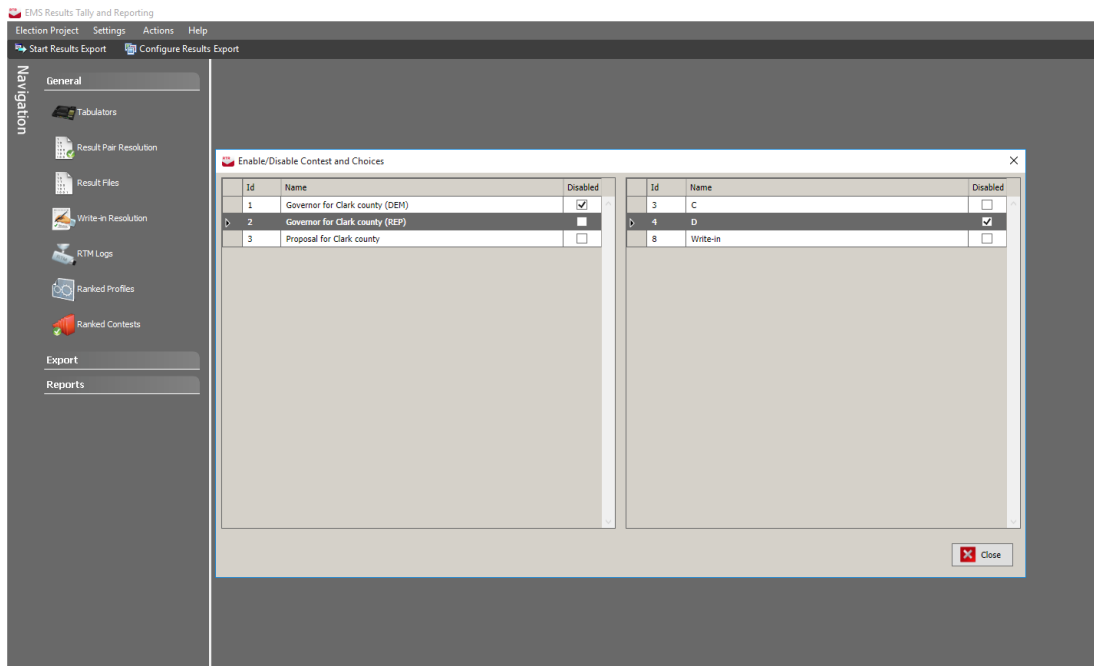 EMS Results Tally and Reporting
Election Project Settings Actions Help
Start Results Export Configure Results Export
Navigation
General
Tabulators
Result Pair Resolution
Result Files
Write-in Resolution
RTM Logs
Ranked Profiles
Ranked Contests
Export
Reports
Enable/Disable Contest and Choices
Id Name Disabled
1 Governor for Clark county (DEM)
2 Governor for Clark county (REP)
3 Proposal for Clark county
Id Name Disabled
3 C
4 D
8 Write-in
Close